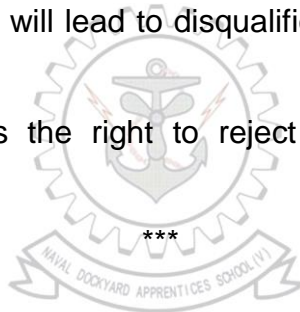 will lead to disqualific
s the right to reject
***
NAVAL DOCKYARD APPRENTICES SCHOOL (V)